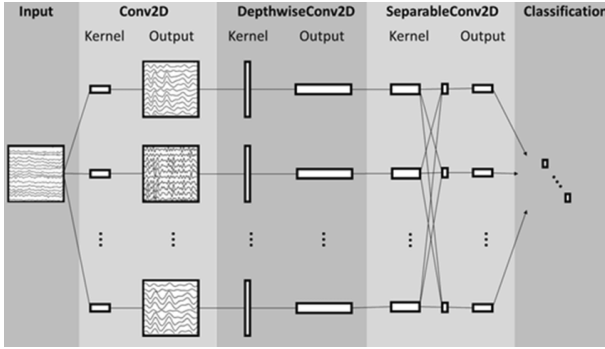 Input Conv2D DepthwiseConv2D SeparableConv2D Classification
Kernel Output Kernel Output Kernel Output